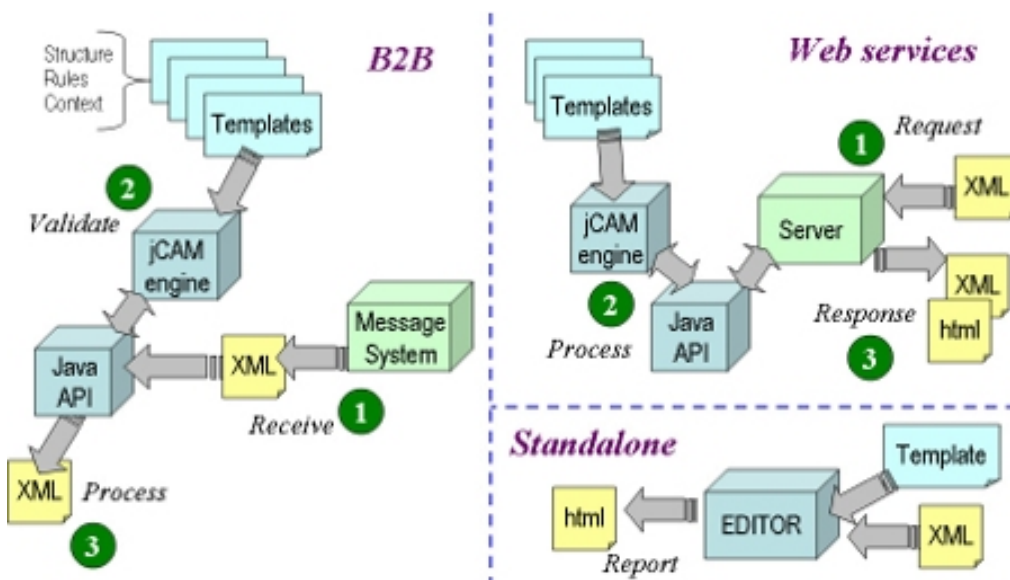 B2B
Structure
Rules
Context
Templates
2
Validate
jCAM
engine
Message
System
Java
API
XML
1
Receive
XML
Process
3
Web services
Templates
1
Request
XML
jCAM
engine
Server
2
Process
Java
API
Response
3
XML
html
Standalone
Template
EDITOR
html
Report
XML